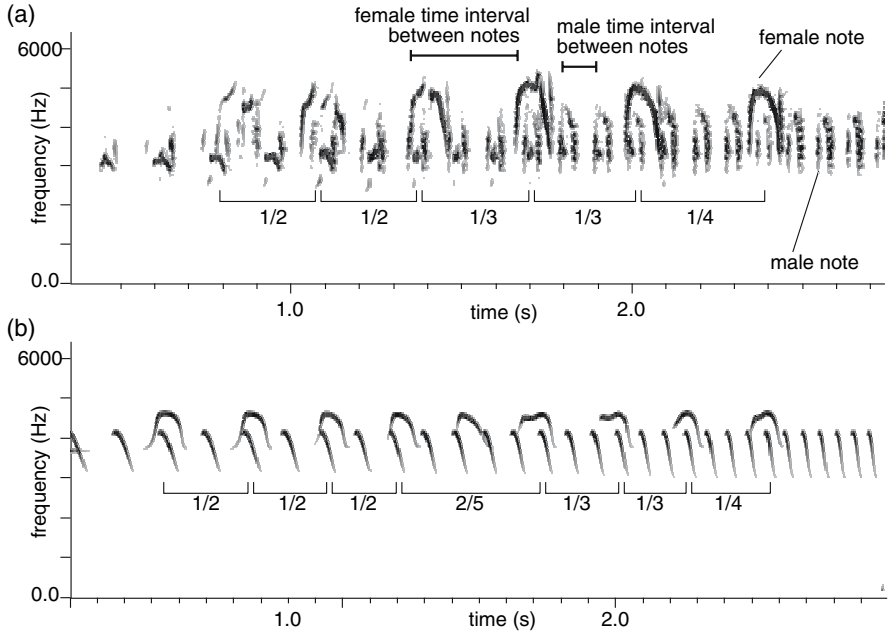 (a)
female time interval
between notes
male time interval
between notes
female note
6000
frequency (Hz)
0.0
1/2
1/2
1/3
1/3
1/4
male note
1.0
time (s)
2.0
(b)
6000
frequency (Hz)
0.0
1/2
1/2
1/2
2/5
1/3
1/3
1/4
1.0
time (s)
2.0